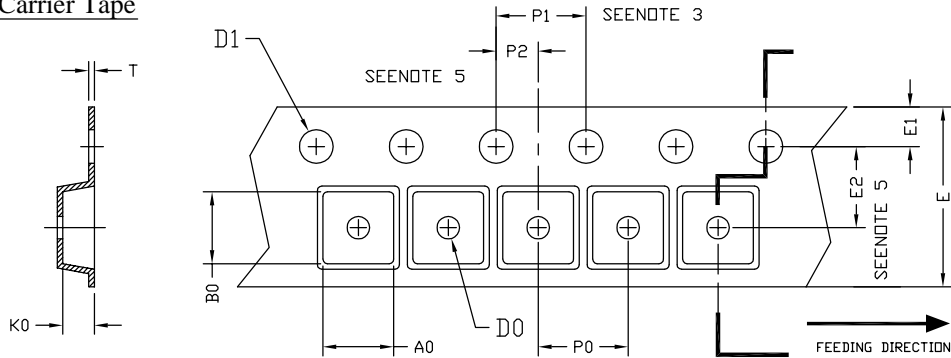 Carrier Tape
P1
SEENOTE 3
D1
P2
T
SEENOTE 5
E1
E2
E
SEENOTE 5
B0
K0
D0
A0
P0
FEEDING DIRECTION